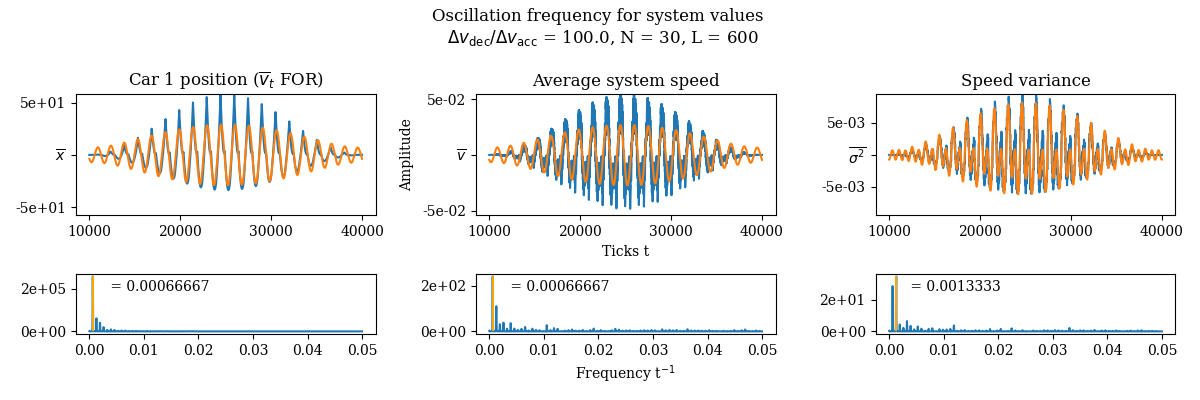 Oscillation frequency for system values
Δv_dec/Δv_acc = 100.0, N = 30, L = 600
Car 1 position (v̅_t FOR)
5e+01
x̅
-5e+01
10000 20000 30000 40000
Average system speed
Amplitude
5e-02
v̅
-5e-02
10000 20000 30000 40000
Ticks t
Speed variance
5e-03
σ²
-5e-03
10000 20000 30000 40000
2e+05
0e+00
= 0.00066667
0.00 0.01 0.02 0.03 0.04 0.05
2e+02
0e+00
= 0.00066667
0.00 0.01 0.02 0.03 0.04 0.05
Frequency t⁻¹
2e+01
0e+00
= 0.0013333
0.00 0.01 0.02 0.03 0.04 0.05